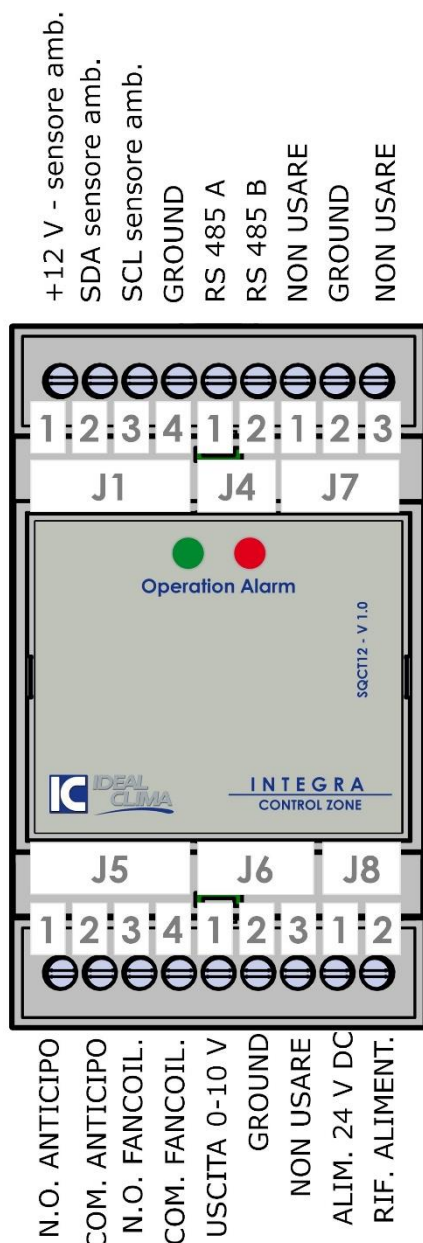 +12 V - sensore amb.
SDA sensore amb.
SCL sensore amb.
GROUND
RS 485 A
RS 485 B
NON USARE
GROUND
NON USARE
1 2 3 4 1 2 1 2 3
J1 J4 J7
Operation Alarm
SQCT12 - V 1.0
IC IDEAL
CLIMA
INTEGRA
CONTROL ZONE
J5 J6 J8
1 2 3 4 1 2 3 1 2
N.O. ANTICIPO
COM. ANTICIPO
N.O. FANCOIL.
COM. FANCOIL.
USCITA 0-10 V
GROUND
NON USARE
ALIM. 24 V DC
RIF. ALIMENT.